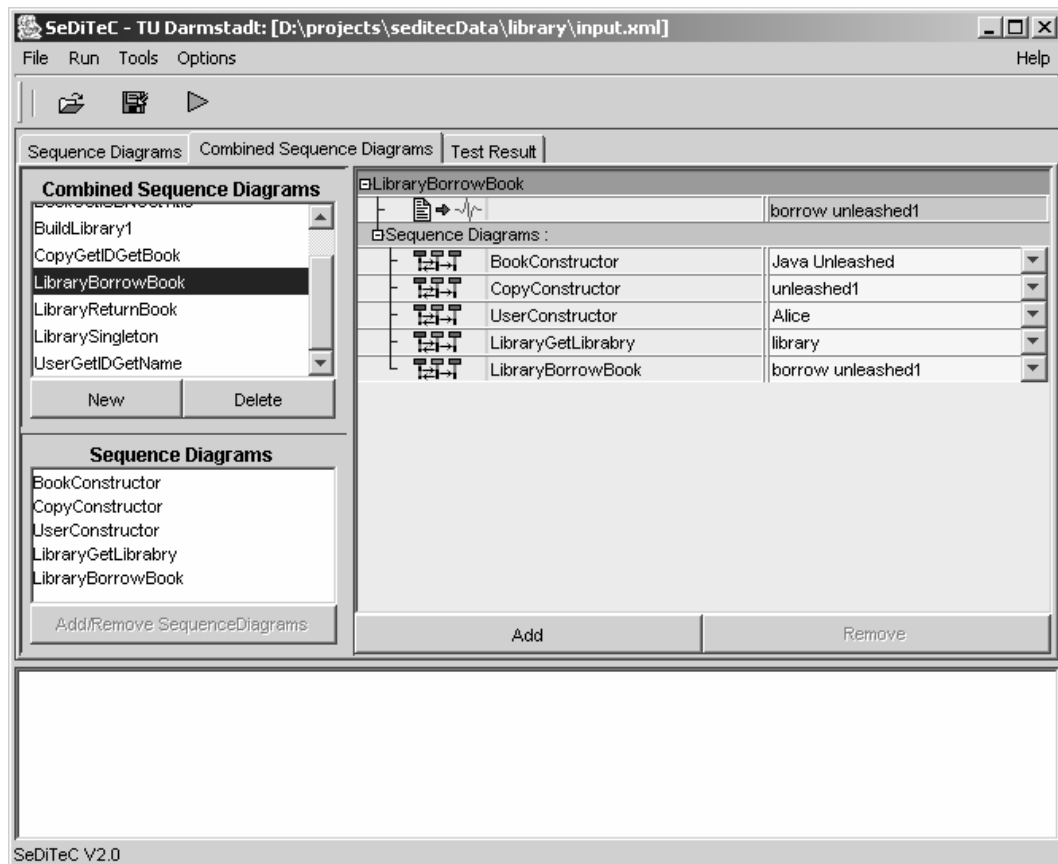 SeDiTeC - TU Darmstadt: [D:\projects\seditecData\library\input.xml]
File Run Tools Options Help
Sequence Diagrams Combined Sequence Diagrams Test Result
Combined Sequence Diagrams
BuildLibrary1
CopyGetIDGetBook
LibraryBorrowBook
LibraryReturnBook
LibrarySingleton
UserGetIDGetName
New Delete
Sequence Diagrams
BookConstructor
CopyConstructor
UserConstructor
LibraryGetLibrabry
LibraryBorrowBook
Add/Remove SequenceDiagrams
LibraryBorrowBook
borrow unleashed1
Sequence Diagrams :
BookConstructor Java Unleashed
CopyConstructor unleashed1
UserConstructor Alice
LibraryGetLibrabry library
LibraryBorrowBook borrow unleashed1
Add Remove
SeDiTeC V2.0